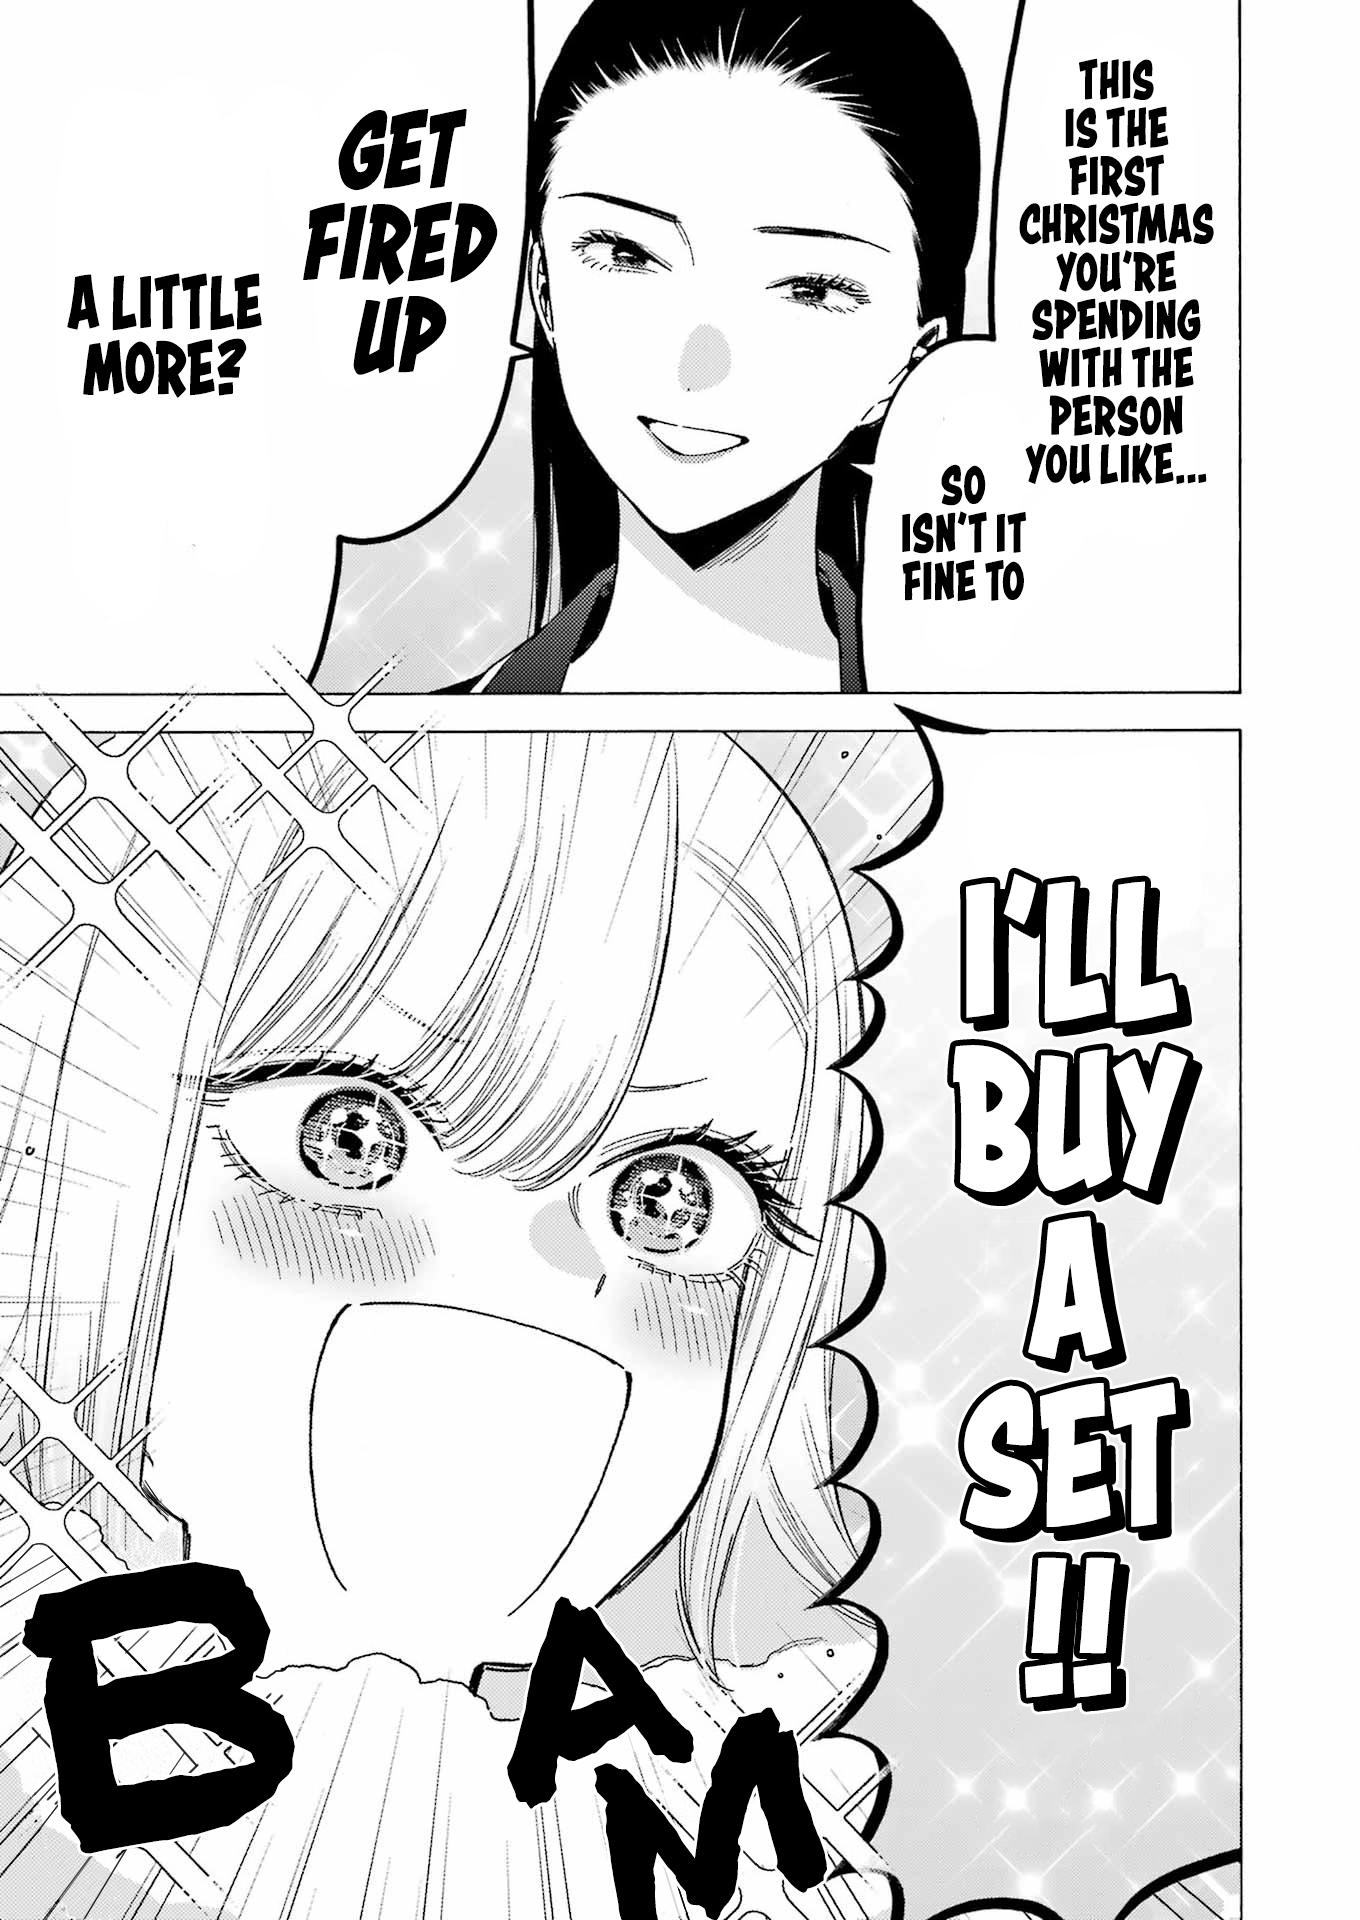 THIS
IS THE
FIRST
CHRISTMAS
YOU'RE
SPENDING
WITH THE
PERSON
YOU LIKE...
SO
ISN'T IT
FINE TO
GET
FIRED
UP
A LITTLE
MORE?
I'LL
BUY
A
SET
!!
BAM